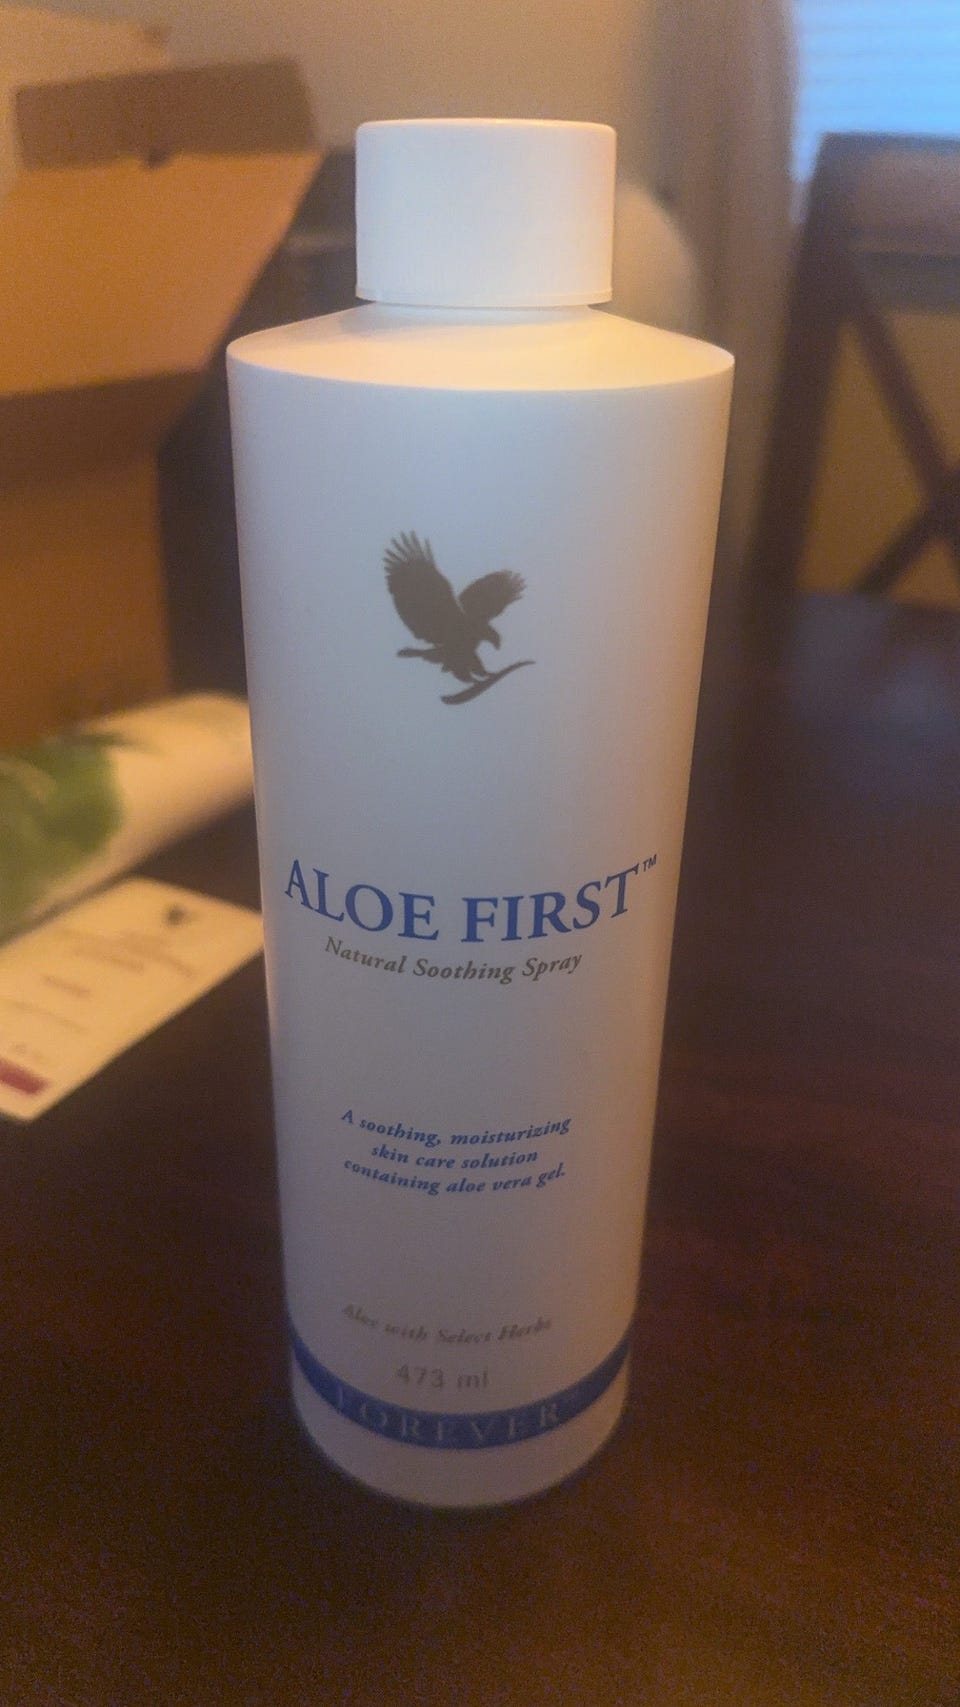 ALOE FIRST™
Natural Soothing Spray
A soothing, moisturizing
skin care solution
containing aloe vera gel.
Aloe with Select Herbs
473 ml
FOREVER